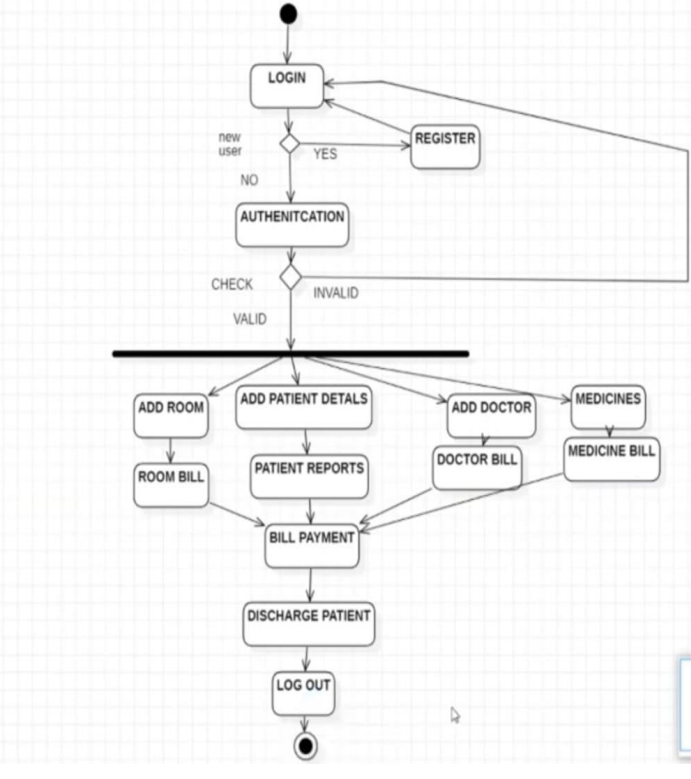 LOGIN
new
user
YES
REGISTER
NO
AUTHENITCATION
CHECK
INVALID
VALID
ADD ROOM
ADD PATIENT DETALS
ADD DOCTOR
MEDICINES
ROOM BILL
PATIENT REPORTS
DOCTOR BILL
MEDICINE BILL
BILL PAYMENT
DISCHARGE PATIENT
LOG OUT